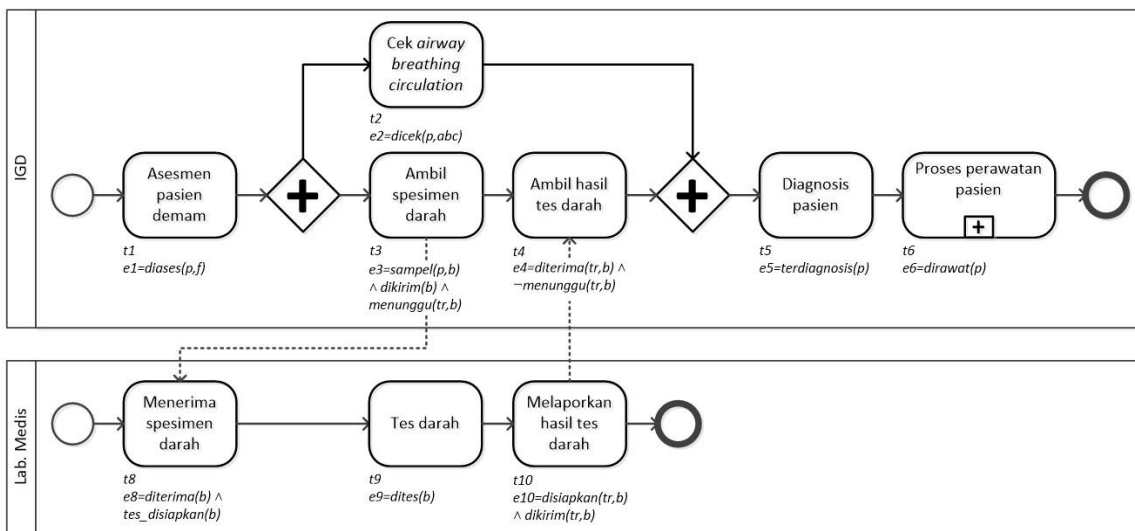 IGD
Cek airway
breathing
circulation
t2
e2=dicek(p,abc)
Asesmen
pasien
demam
t1
e1=diases(p,f)
Ambil
spesimen
darah
t3
e3=sampel(p,b)
∧ dikirim(b) ∧
menunggu(tr,b)
Ambil hasil
tes darah
t4
e4=diterima(tr,b) ∧
¬menunggu(tr,b)
Diagnosis
pasien
t5
e5=terdiagnosis(p)
Proses perawatan
pasien
t6
e6=dirawat(p)
Lab. Medis
Menerima
spesimen
darah
t8
e8=diterima(b) ∧
tes_disiapkan(b)
Tes darah
t9
e9=dites(b)
Melaporkan
hasil tes
darah
t10
e10=disiapkan(tr,b)
∧ dikirim(tr,b)